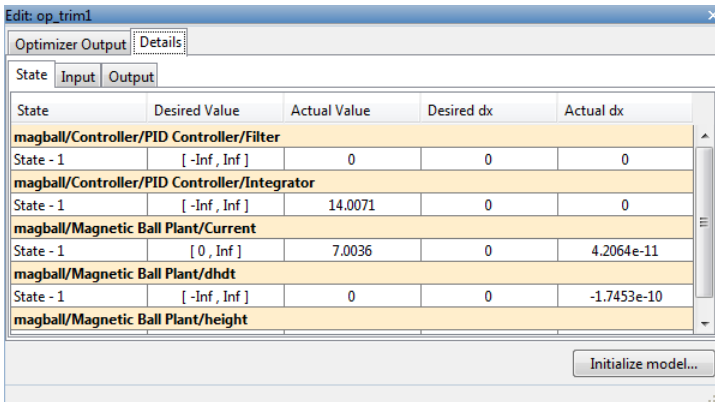 Edit: op_trim1
Optimizer Output Details
State Input Output
State Desired Value Actual Value Desired dx Actual dx
magball/Controller/PID Controller/Filter
State - 1 [ -Inf , Inf ] 0 0 0
magball/Controller/PID Controller/Integrator
State - 1 [ -Inf , Inf ] 14.0071 0 0
magball/Magnetic Ball Plant/Current
State - 1 [ 0 , Inf ] 7.0036 0 4.2064e-11
magball/Magnetic Ball Plant/dhdt
State - 1 [ -Inf , Inf ] 0 0 -1.7453e-10
magball/Magnetic Ball Plant/height
Initialize model...